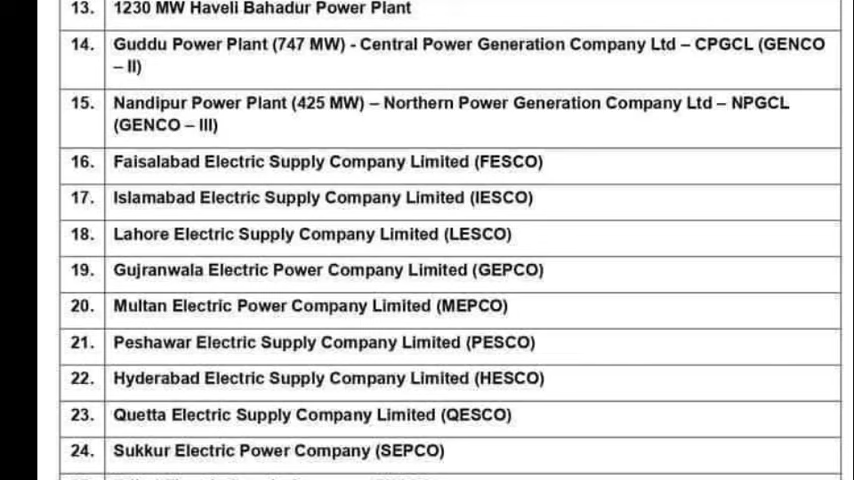 13. 1230 MW Haveli Bahadur Power Plant
14. Guddu Power Plant (747 MW) - Central Power Generation Company Ltd – CPGCL (GENCO
– II)
15. Nandipur Power Plant (425 MW) – Northern Power Generation Company Ltd – NPGCL
(GENCO – III)
16. Faisalabad Electric Supply Company Limited (FESCO)
17. Islamabad Electric Supply Company Limited (IESCO)
18. Lahore Electric Supply Company Limited (LESCO)
19. Gujranwala Electric Power Company Limited (GEPCO)
20. Multan Electric Power Company Limited (MEPCO)
21. Peshawar Electric Supply Company Limited (PESCO)
22. Hyderabad Electric Supply Company Limited (HESCO)
23. Quetta Electric Supply Company Limited (QESCO)
24. Sukkur Electric Power Company (SEPCO)